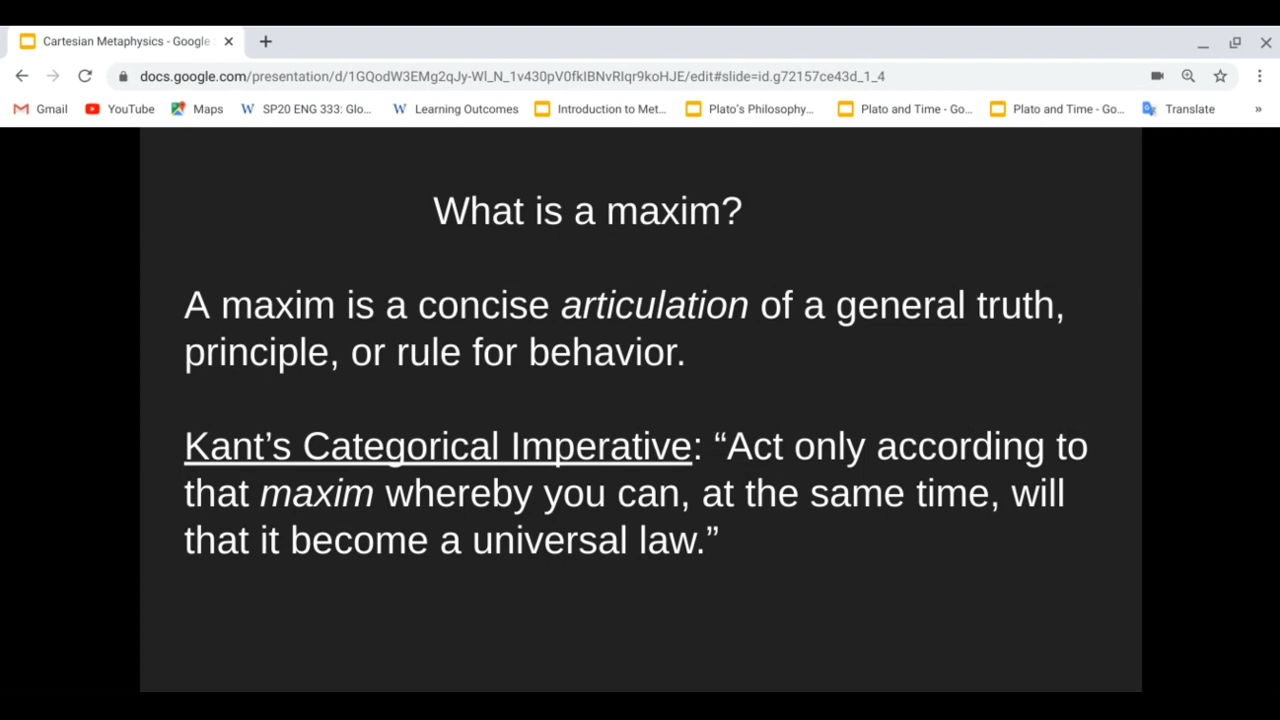 Cartesian Metaphysics - Google
docs.google.com/presentation/d/1GQodW3EMg2qJy-Wl_N_1v430pV0fkIBNvRIqr9koHJE/edit#slide=id.g72157ce43d_1_4
Gmail YouTube Maps SP20 ENG 333: Glo... Learning Outcomes Introduction to Met... Plato's Philosophy... Plato and Time - Go... Plato and Time - Go... Translate »
What is a maxim?
A maxim is a concise articulation of a general truth,
principle, or rule for behavior.
Kant’s Categorical Imperative: “Act only according to
that maxim whereby you can, at the same time, will
that it become a universal law.”